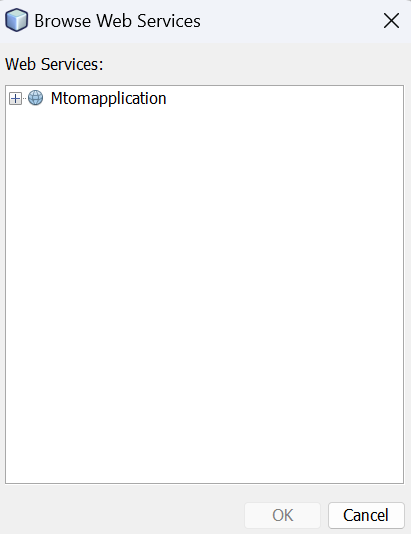 Browse Web Services
Web Services:
Mtomapplication
OK
Cancel